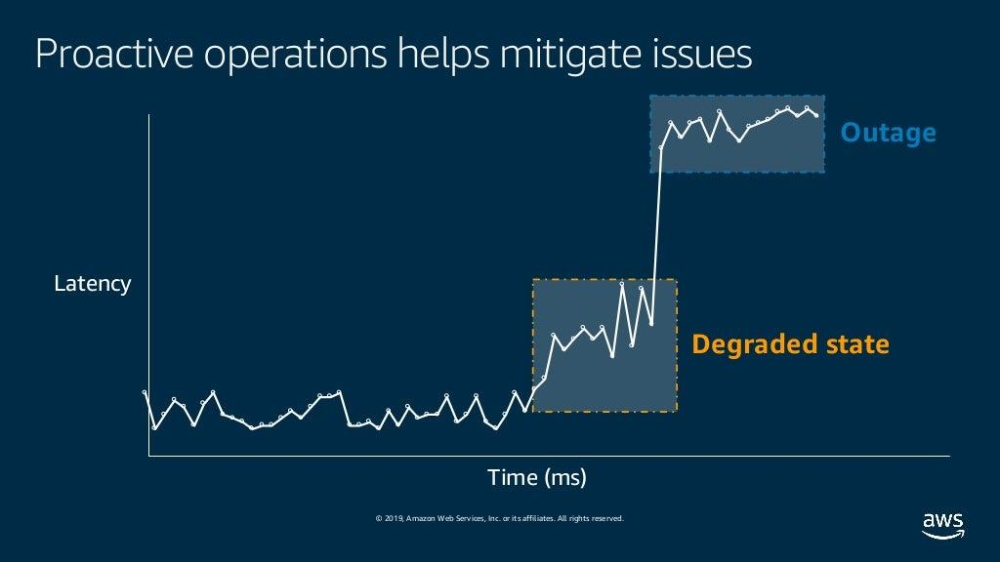 Proactive operations helps mitigate issues
Outage
Latency
Degraded state
Time (ms)
© 2019, Amazon Web Services, Inc. or its affiliates. All rights reserved.
aws